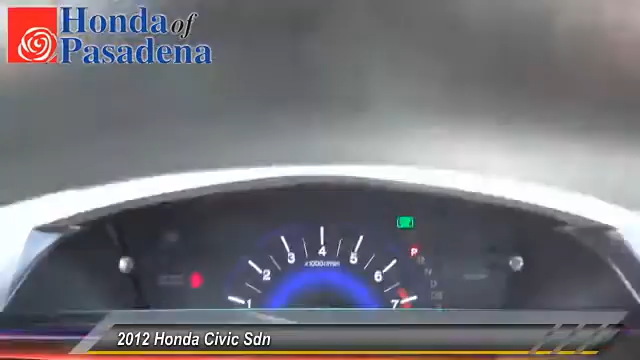 Honda of
Pasadena
4
3 5
x1000r/min
2 6
P
R
N
D
1 7
2012 Honda Civic Sdn